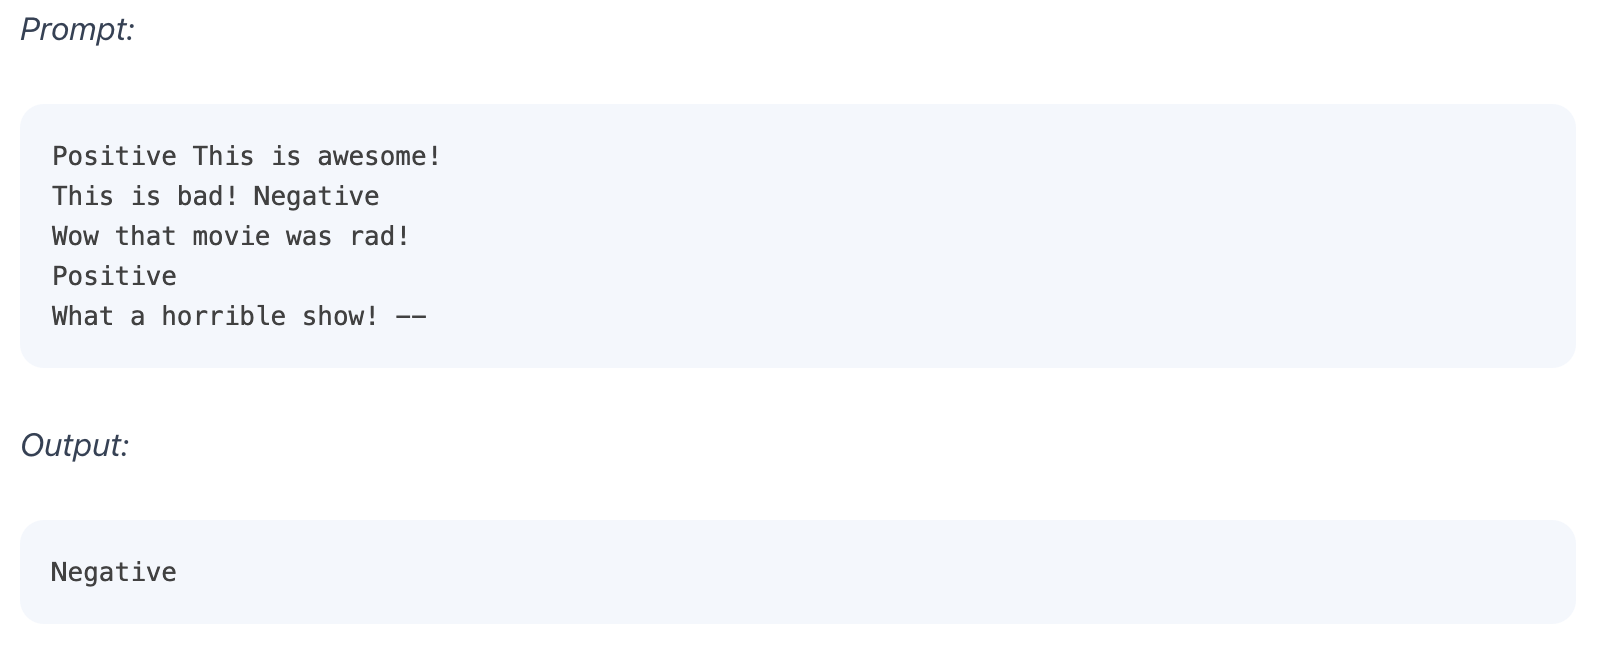 Prompt:
Positive This is awesome!
This is bad! Negative
Wow that movie was rad!
Positive
What a horrible show! --
Output:
Negative